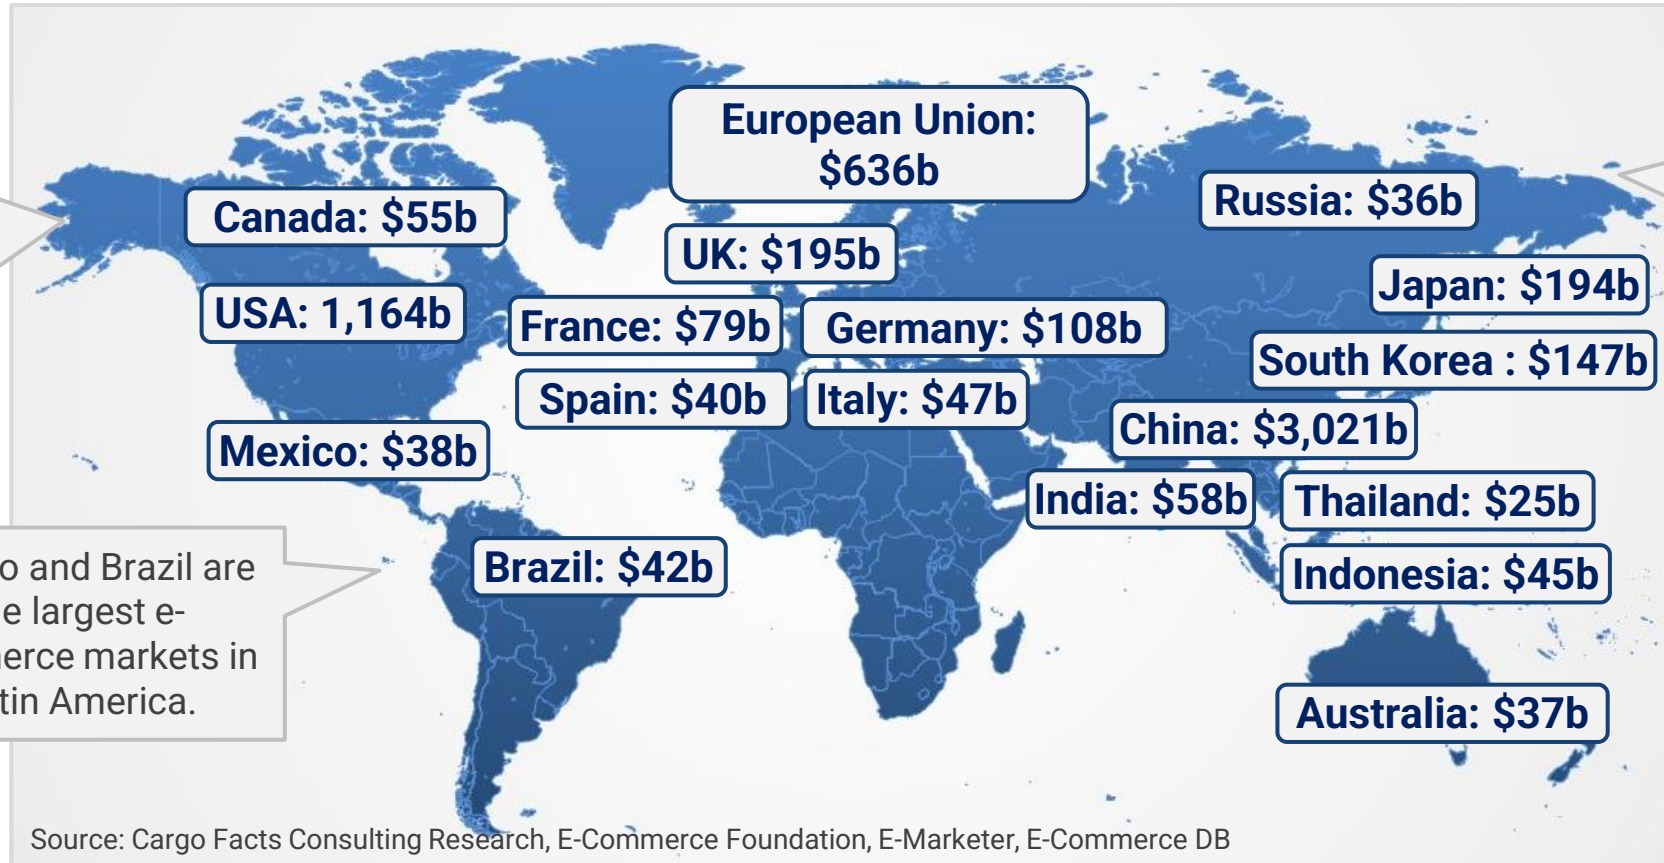 European Union:
$636b
Canada: $55b
Russia: $36b
UK: $195b
Japan: $194b
USA: 1,164b
France: $79b
Germany: $108b
South Korea : $147b
Spain: $40b
Italy: $47b
China: $3,021b
Mexico: $38b
India: $58b
Thailand: $25b
Brazil: $42b
Indonesia: $45b
o and Brazil are
e largest e-
erce markets in
tin America.
Australia: $37b
Source: Cargo Facts Consulting Research, E-Commerce Foundation, E-Marketer, E-Commerce DB